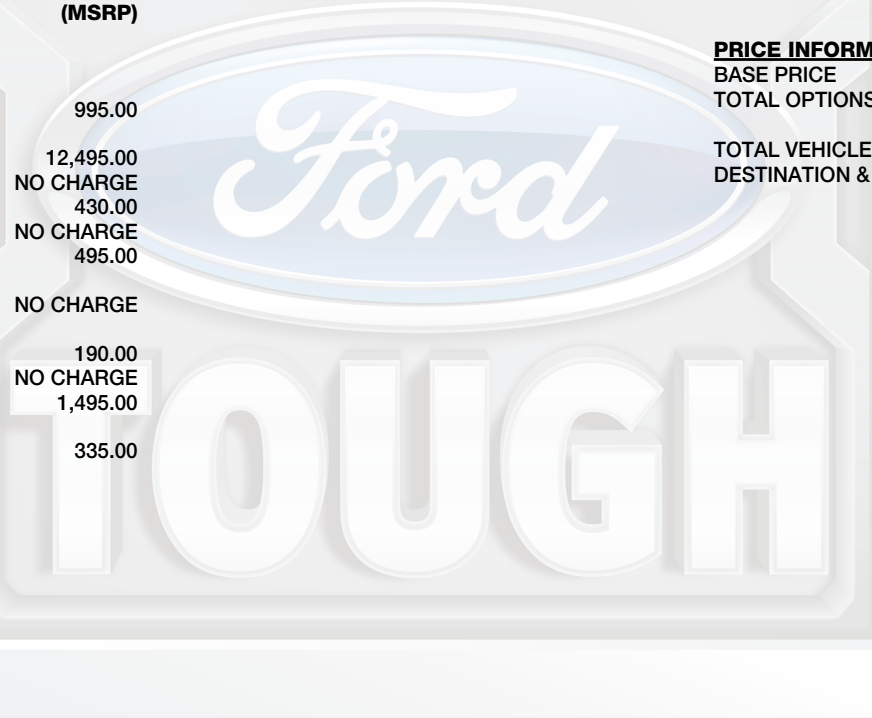 (MSRP)
995.00
12,495.00
NO CHARGE
430.00
NO CHARGE
495.00
NO CHARGE
190.00
NO CHARGE
1,495.00
335.00
PRICE INFORM
BASE PRICE
TOTAL OPTIONS
TOTAL VEHICLE
DESTINATION &
Ford
TOUGH